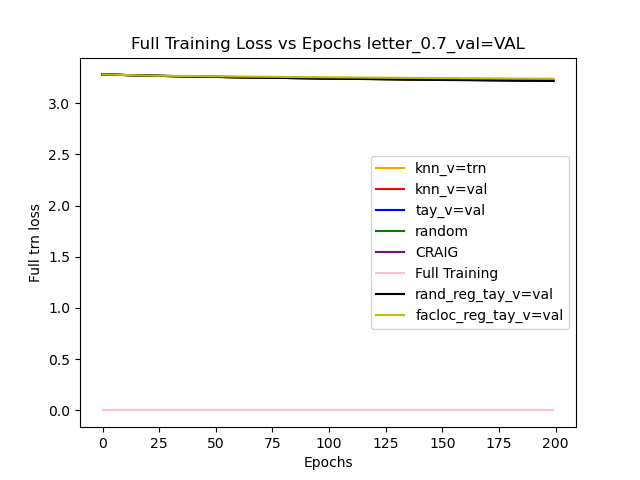 Full Training Loss vs Epochs letter_0.7_val=VAL
3.0
2.5
2.0
1.5
1.0
0.5
0.0
Full trn loss
knn_v=trn
knn_v=val
tay_v=val
random
CRAIG
Full Training
rand_reg_tay_v=val
facloc_reg_tay_v=val
0 25 50 75 100 125 150 175 200
Epochs